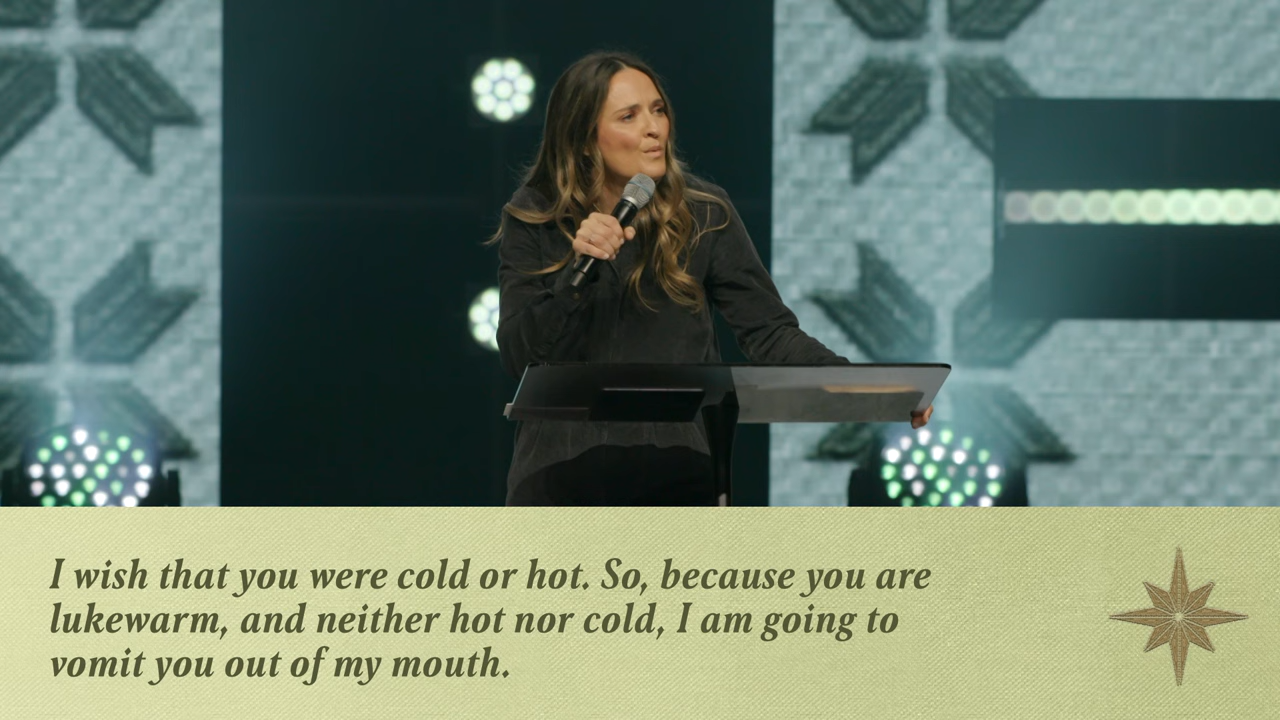 I wish that you were cold or hot. So, because you are
lukewarm, and neither hot nor cold, I am going to
vomit you out of my mouth.